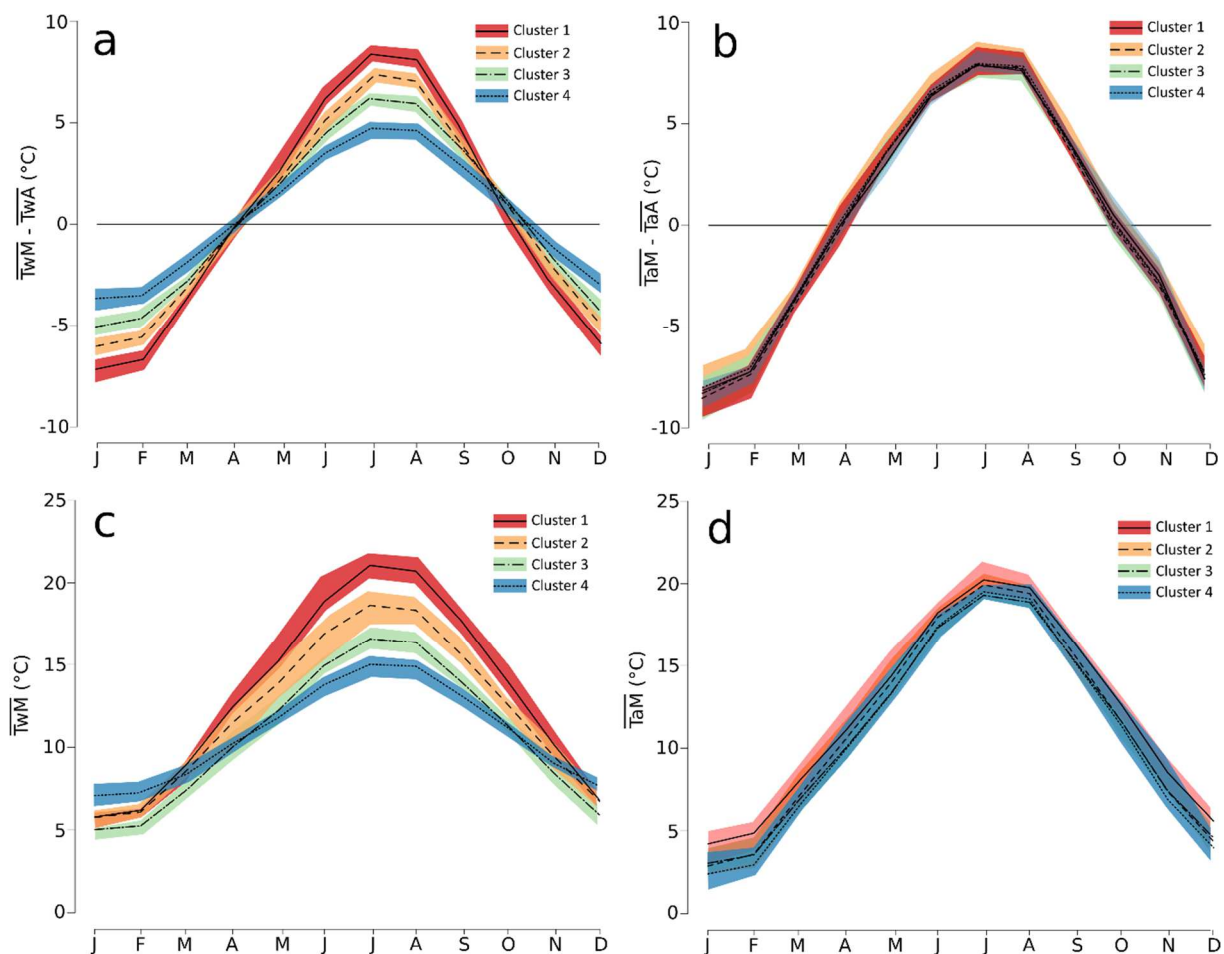 a
Cluster 1
Cluster 2
Cluster 3
Cluster 4
10
5
0
-5
-10
TwM - TwA (°C)
J F M A M J J A S O N D
b
Cluster 1
Cluster 2
Cluster 3
Cluster 4
10
5
0
-5
-10
TaM - TaA (°C)
J F M A M J J A S O N D
c
Cluster 1
Cluster 2
Cluster 3
Cluster 4
25
20
15
10
5
0
TwM (°C)
J F M A M J J A S O N D
d
Cluster 1
Cluster 2
Cluster 3
Cluster 4
25
20
15
10
5
0
TaM (°C)
J F M A M J J A S O N D